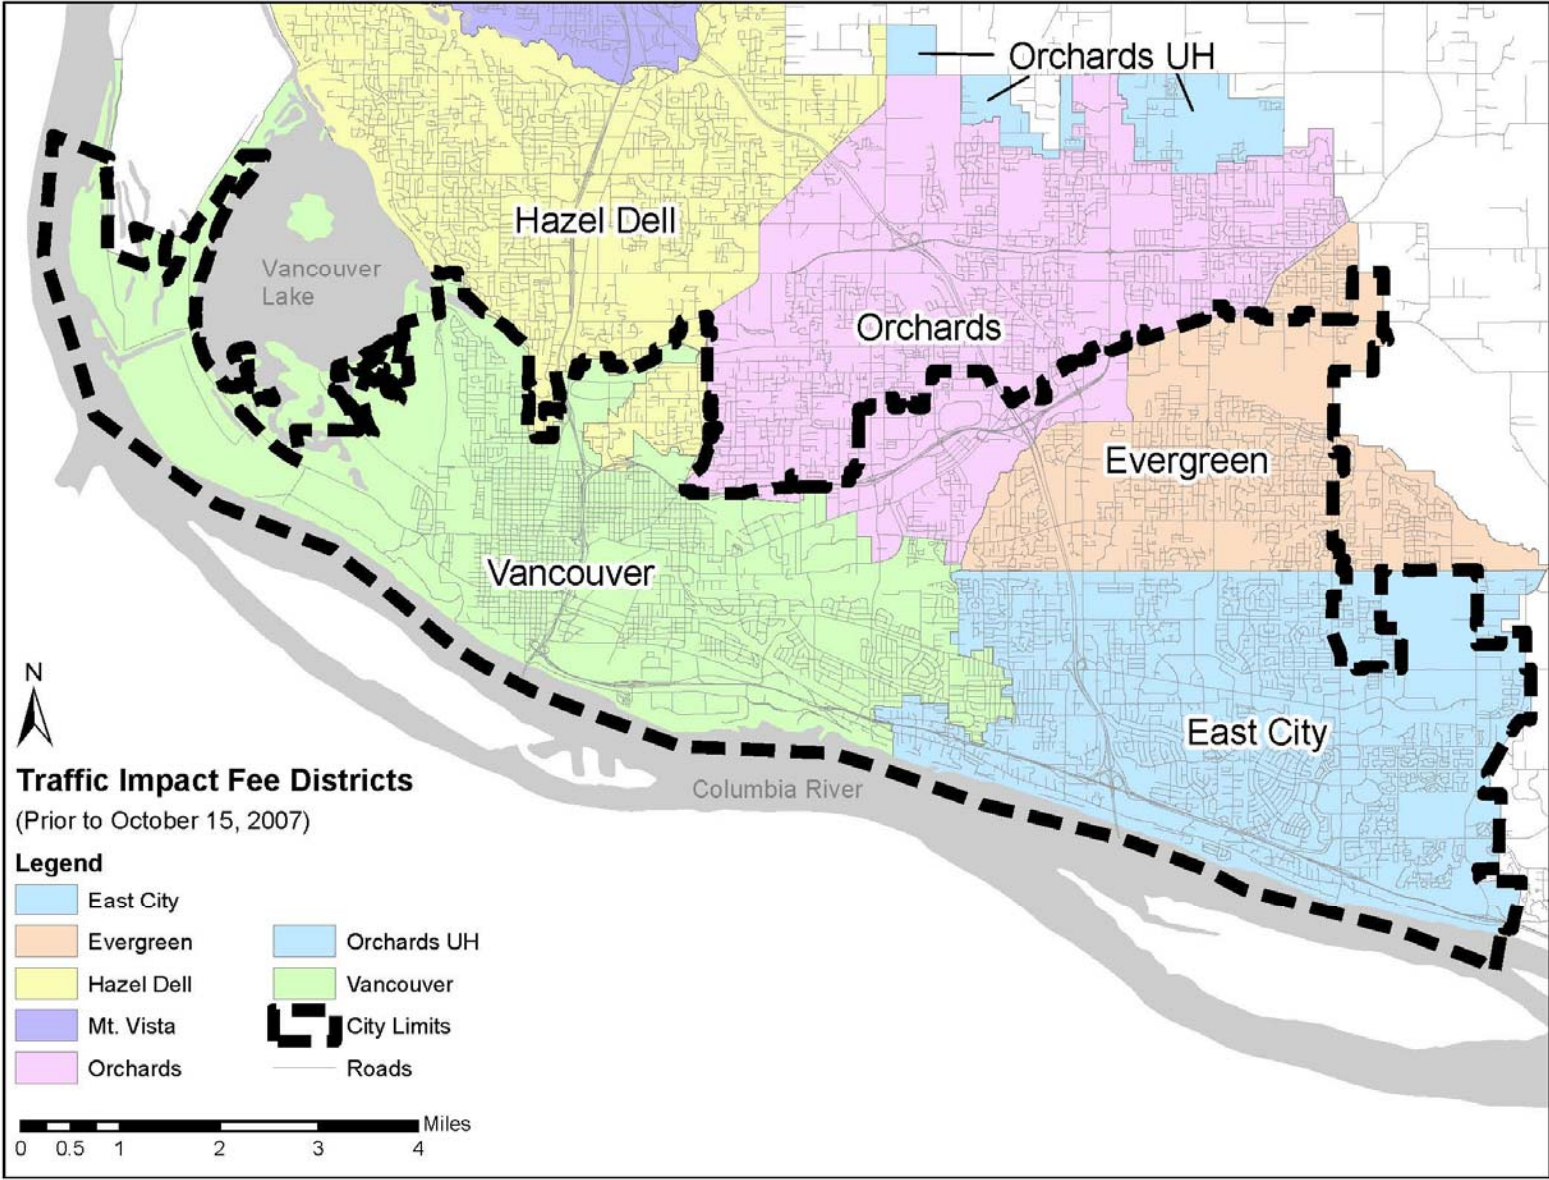 Orchards UH
Hazel Dell
Vancouver
Lake
Orchards
Evergreen
Vancouver
East City
Columbia River
N
Traffic Impact Fee Districts
(Prior to October 15, 2007)
Legend
East City
Evergreen
Orchards UH
Hazel Dell
Vancouver
Mt. Vista
City Limits
Orchards
Roads
Miles
0 0.5 1 2 3 4